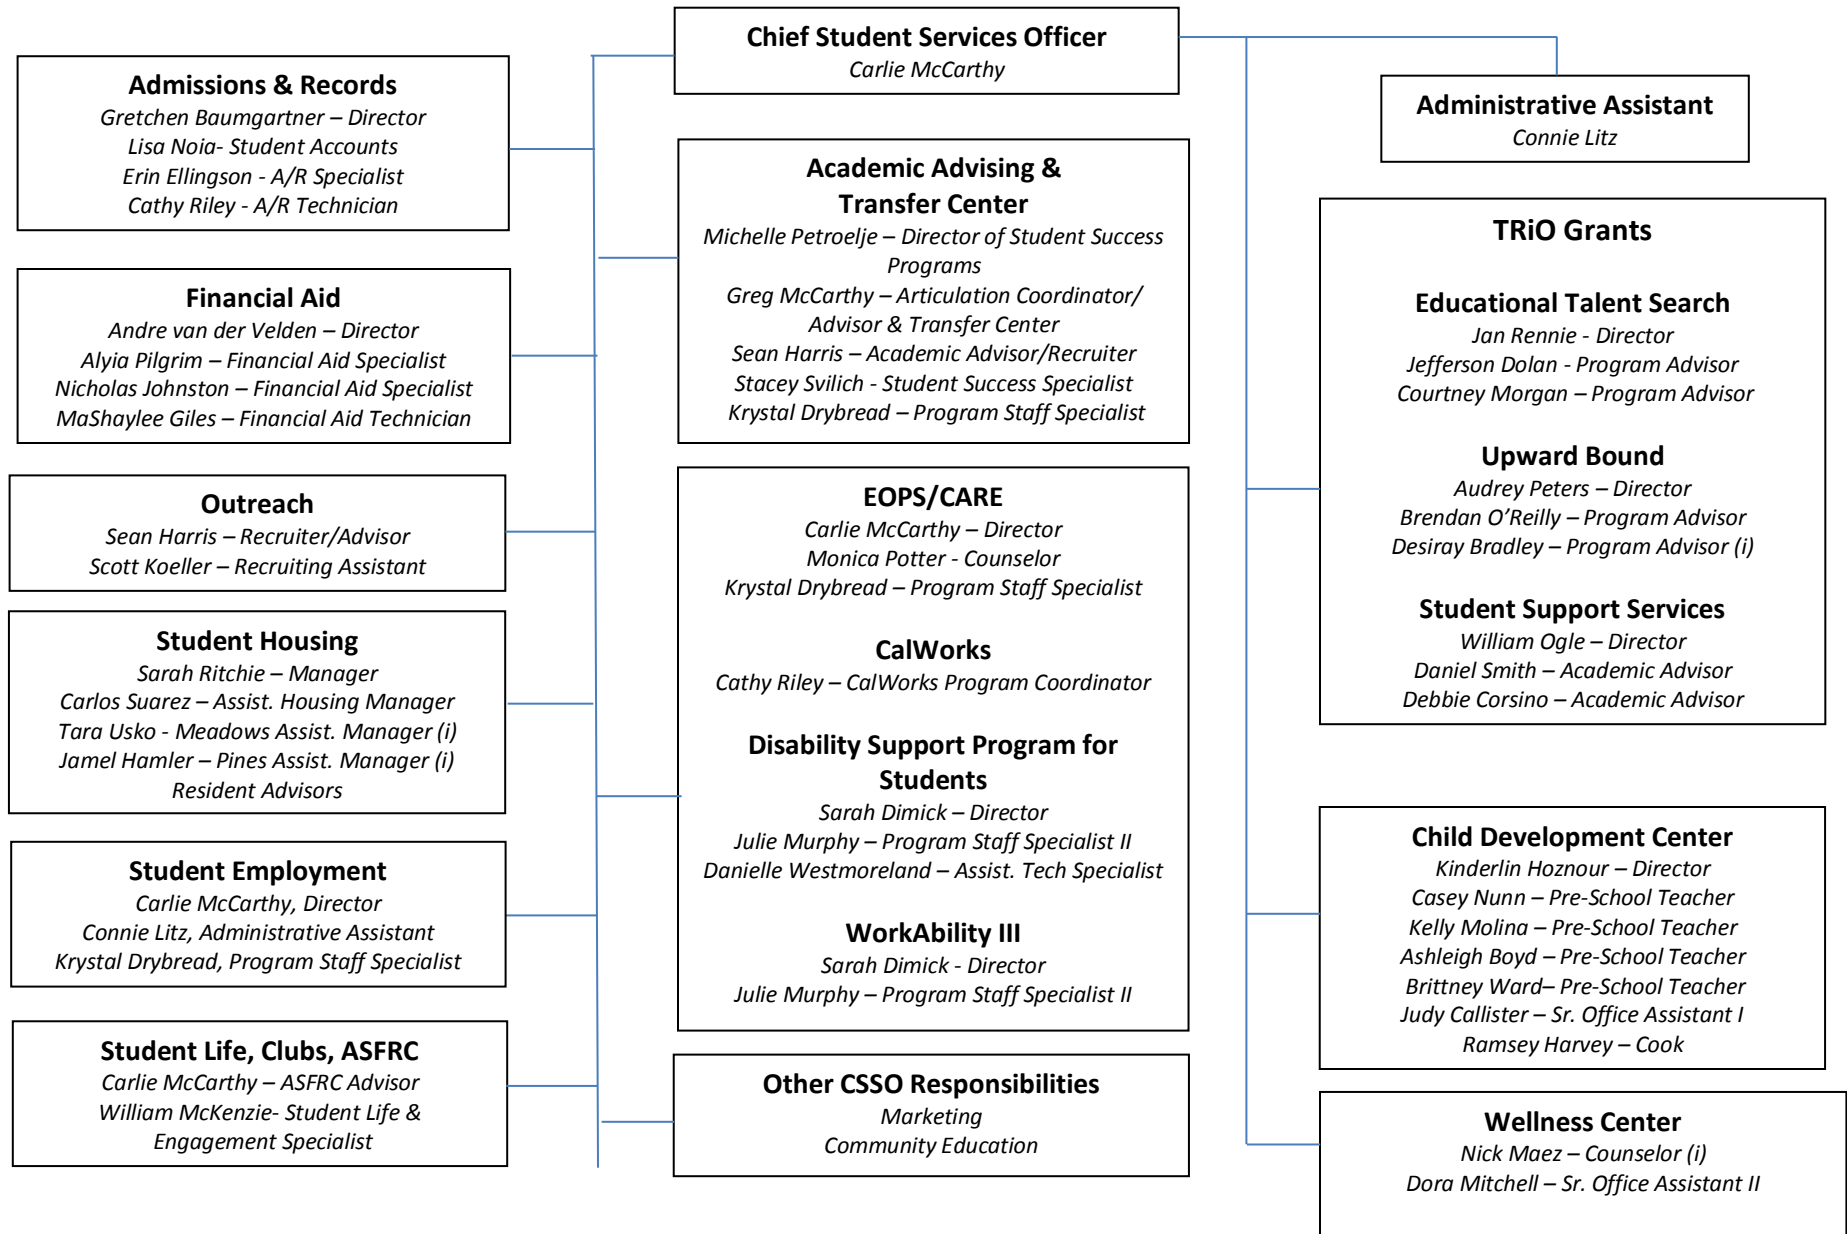 Chief Student Services Officer
Carlie McCarthy
Admissions & Records
Gretchen Baumgartner – Director
Lisa Noia- Student Accounts
Erin Ellingson - A/R Specialist
Cathy Riley - A/R Technician
Financial Aid
Andre van der Velden – Director
Alyia Pilgrim – Financial Aid Specialist
Nicholas Johnston – Financial Aid Specialist
MaShaylee Giles – Financial Aid Technician
Outreach
Sean Harris – Recruiter/Advisor
Scott Koeller – Recruiting Assistant
Student Housing
Sarah Ritchie – Manager
Carlos Suarez – Assist. Housing Manager
Tara Usko - Meadows Assist. Manager (i)
Jamel Hamler – Pines Assist. Manager (i)
Resident Advisors
Student Employment
Carlie McCarthy, Director
Connie Litz, Administrative Assistant
Krystal Drybread, Program Staff Specialist
Student Life, Clubs, ASFRC
Carlie McCarthy – ASFRC Advisor
William McKenzie- Student Life &
Engagement Specialist
Academic Advising &
Transfer Center
Michelle Petroelje – Director of Student Success
Programs
Greg McCarthy – Articulation Coordinator/
Advisor & Transfer Center
Sean Harris – Academic Advisor/Recruiter
Stacey Svilich - Student Success Specialist
Krystal Drybread – Program Staff Specialist
EOPS/CARE
Carlie McCarthy – Director
Monica Potter - Counselor
Krystal Drybread – Program Staff Specialist
CalWorks
Cathy Riley – CalWorks Program Coordinator
Disability Support Program for
Students
Sarah Dimick – Director
Julie Murphy – Program Staff Specialist II
Danielle Westmoreland – Assist. Tech Specialist
WorkAbility III
Sarah Dimick - Director
Julie Murphy – Program Staff Specialist II
Other CSSO Responsibilities
Marketing
Community Education
Administrative Assistant
Connie Litz
TRiO Grants
Educational Talent Search
Jan Rennie - Director
Jefferson Dolan - Program Advisor
Courtney Morgan – Program Advisor
Upward Bound
Audrey Peters – Director
Brendan O’Reilly – Program Advisor
Desiray Bradley – Program Advisor (i)
Student Support Services
William Ogle – Director
Daniel Smith – Academic Advisor
Debbie Corsino – Academic Advisor
Child Development Center
Kinderlin Hoznour – Director
Casey Nunn – Pre-School Teacher
Kelly Molina – Pre-School Teacher
Ashleigh Boyd – Pre-School Teacher
Brittney Ward– Pre-School Teacher
Judy Callister – Sr. Office Assistant I
Ramsey Harvey – Cook
Wellness Center
Nick Maez – Counselor (i)
Dora Mitchell – Sr. Office Assistant II